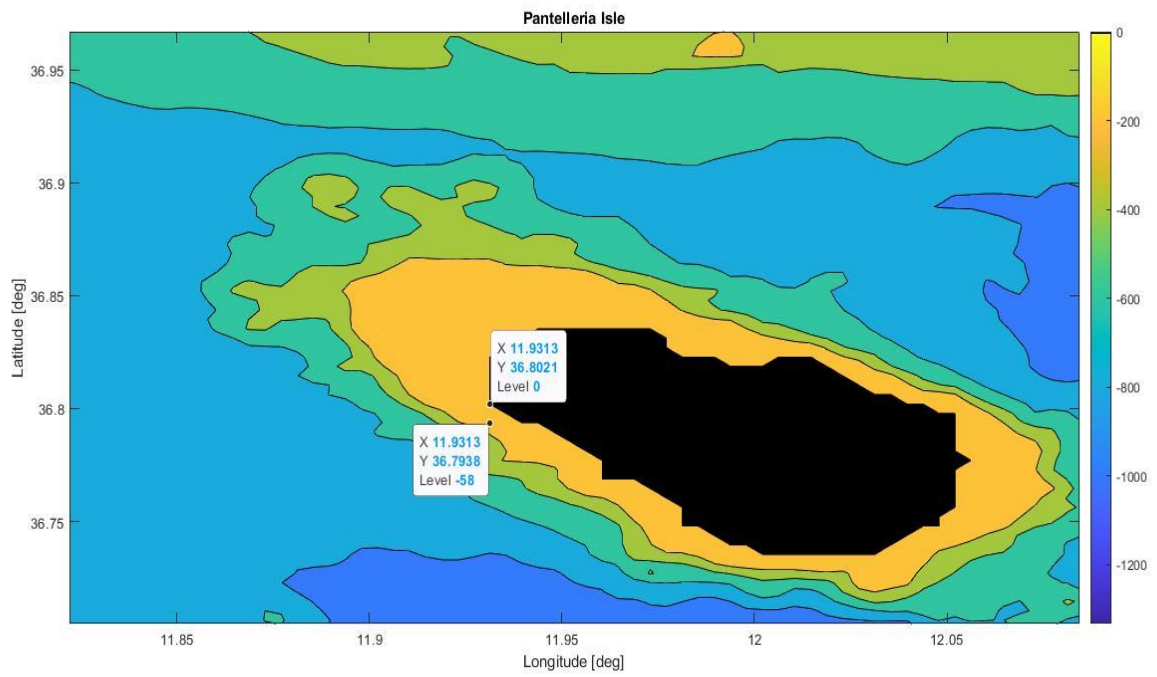 Pantelleria Isle
0
-200
-400
-600
-800
-1000
-1200
36.95
36.9
36.85
36.8
36.75
Latitude [deg]
X 11.9313
Y 36.8021
Level 0
X 11.9313
Y 36.7938
Level -58
11.85
11.9
11.95
12
12.05
Longitude [deg]